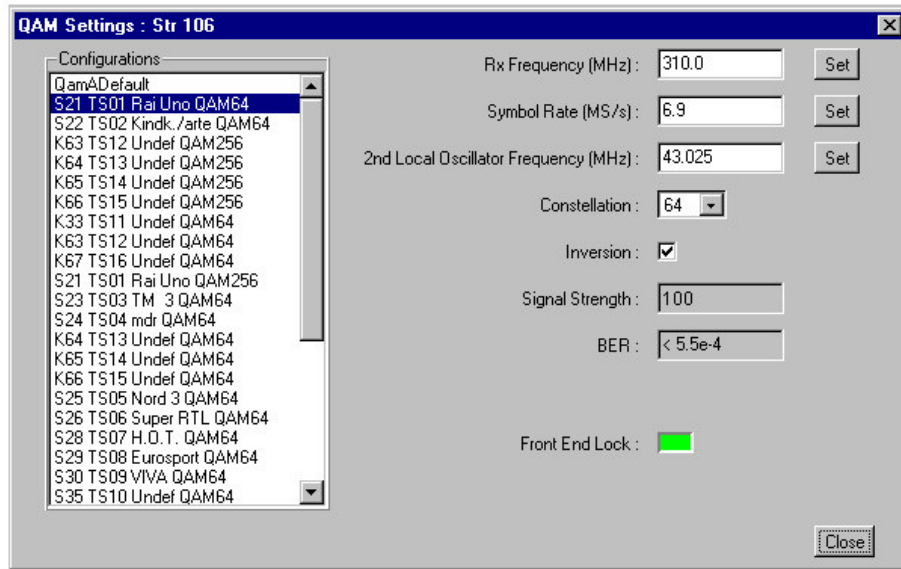 QAM Settings : Str 106
Configurations
QamADefault
S21 TS01 Rai Uno QAM64
S22 TS02 Kindk./arte QAM64
K63 TS12 Undef QAM256
K64 TS13 Undef QAM256
K65 TS14 Undef QAM256
K66 TS15 Undef QAM256
K33 TS11 Undef QAM64
K63 TS12 Undef QAM64
K67 TS16 Undef QAM64
S21 TS01 Rai Uno QAM256
S23 TS03 TM 3 QAM64
S24 TS04 mdr QAM64
K64 TS13 Undef QAM64
K65 TS14 Undef QAM64
K66 TS15 Undef QAM64
S25 TS05 Nord 3 QAM64
S26 TS06 Super RTL QAM64
S28 TS07 H.O.T. QAM64
S29 TS08 Eurosport QAM64
S30 TS09 VIVA QAM64
S35 TS10 Undef QAM64
Rx Frequency (MHz) : 310.0 Set
Symbol Rate (MS/s) : 6.9 Set
2nd Local Oscillator Frequency (MHz) : 43.025 Set
Constellation : 64
Inversion :
Signal Strength : 100
BER : < 5.5e-4
Front End Lock :
Close